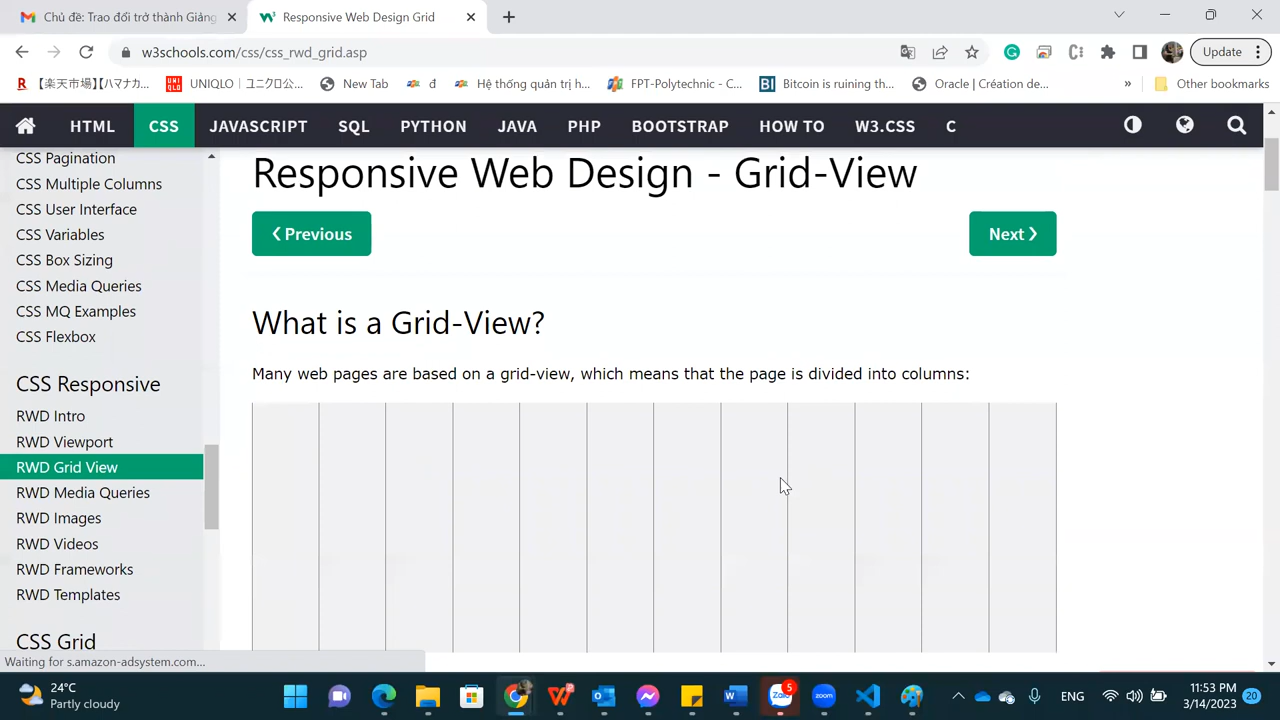 Chủ đề: Trao đổi trở thành Giảng
Responsive Web Design Grid
w3schools.com/css/css_rwd_grid.asp
Update
【楽天市場】【ハマナカ...
UNIQLO|ユニクロ公...
New Tab
đ
Hệ thống quản trị h...
FPT-Polytechnic - C...
Bitcoin is ruining th...
Oracle | Création de...
»
Other bookmarks
HTML CSS JAVASCRIPT SQL PYTHON JAVA PHP BOOTSTRAP HOW TO W3.CSS C
CSS Pagination
CSS Multiple Columns
CSS User Interface
CSS Variables
CSS Box Sizing
CSS Media Queries
CSS MQ Examples
CSS Flexbox
CSS Responsive
RWD Intro
RWD Viewport
RWD Grid View
RWD Media Queries
RWD Images
RWD Videos
RWD Frameworks
RWD Templates
CSS Grid
Responsive Web Design - Grid-View
❮ Previous
Next ❯
What is a Grid-View?
Many web pages are based on a grid-view, which means that the page is divided into columns:
Waiting for s.amazon-adsystem.com...
24°C
Partly cloudy
5
zoom
ENG
11:53 PM
3/14/2023
20